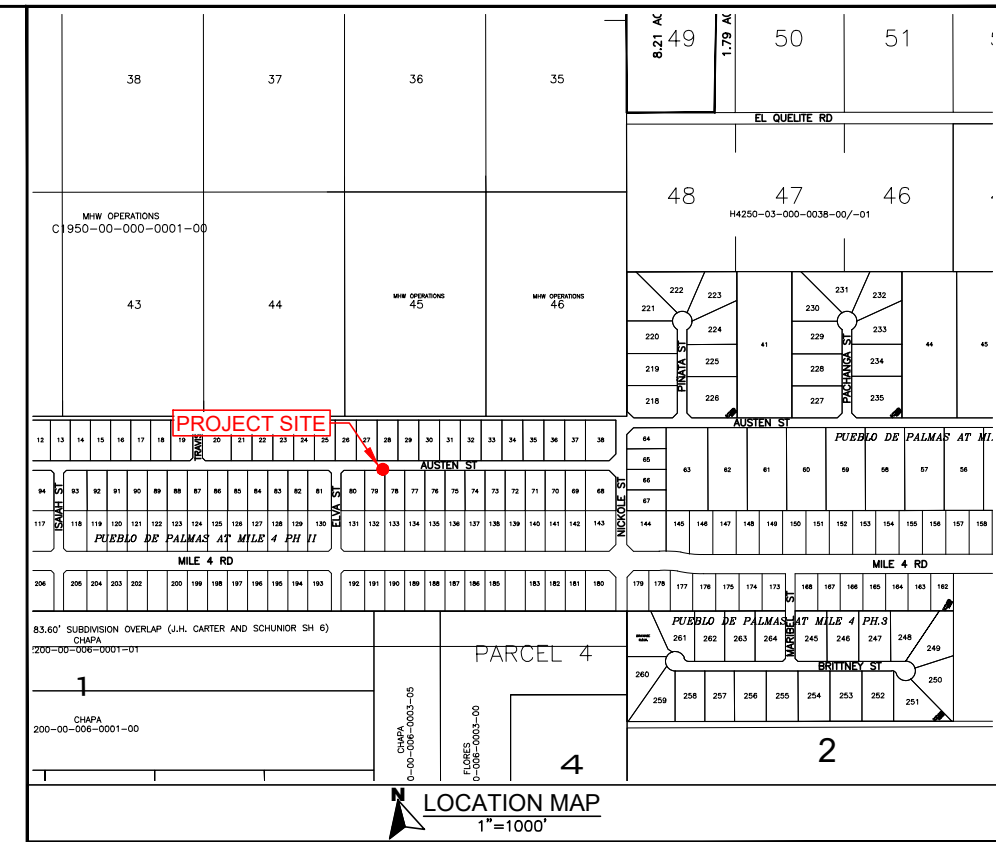 8.21 AC
49
1.79 AC
50
51
38
37
36
35
EL QUELITE RD
48
47
46
H4250-03-000-0038-00/-01
MHW OPERATIONS
C1950-00-000-0001-00
43
44
MHW OPERATIONS
45
MHW OPERATIONS
46
221
222
223
220
224
219
225
218
226
PINATA ST
41
230
231
232
229
233
228
234
227
235
PACHANGA ST
44
45
PROJECT SITE
AUSTEN ST
12 13 14 15 16 17 18 19 20 21 22 23 24 25 26 27 28 29 30 31 32 33 34 35 36 37 38
TRAVIS
AUSTEN ST
64
65
66
67
63 62 61 60 59 58 57 56
PUEBLO DE PALMAS AT MI
94 93 92 91 90 89 88 87 86 85 84 83 82 81 80 79 78 77 76 75 74 73 72 71 70 69 68
ISAIAH ST
ELVA ST
NICKOLE ST
117 118 119 120 121 122 123 124 125 126 127 128 129 130 131 132 133 134 135 136 137 138 139 140 141 142 143 144 145 146 147 148 149 150 151 152 153 154 155 156 157 158
PUEBLO DE PALMAS AT MILE 4 PH II
MILE 4 RD
MILE 4 RD
206 205 204 203 202 200 199 198 197 196 195 194 193 192 191 190 189 188 187 186 185 183 182 181 180 179 178 177 176 175 174 173 168 167 166 165 164 163 162
MARIBEL ST
83.60' SUBDIVISION OVERLAP (J.H. CARTER AND SCHUNIOR SH 6)
CHAPA
200-00-006-0001-01
1
CHAPA
200-00-006-0001-00
CHAPA
0-00-006-0003-05
FLORES
0-006-0003-00
PARCEL 4
4
PUEBLO DE PALMAS AT MILE 4 PH.3
261 262 263 264 245 246 247 248
249
BRITTNEY ST
260
250
259 258 257 256 255 254 253 252 251
2
N
LOCATION MAP
1"=1000'